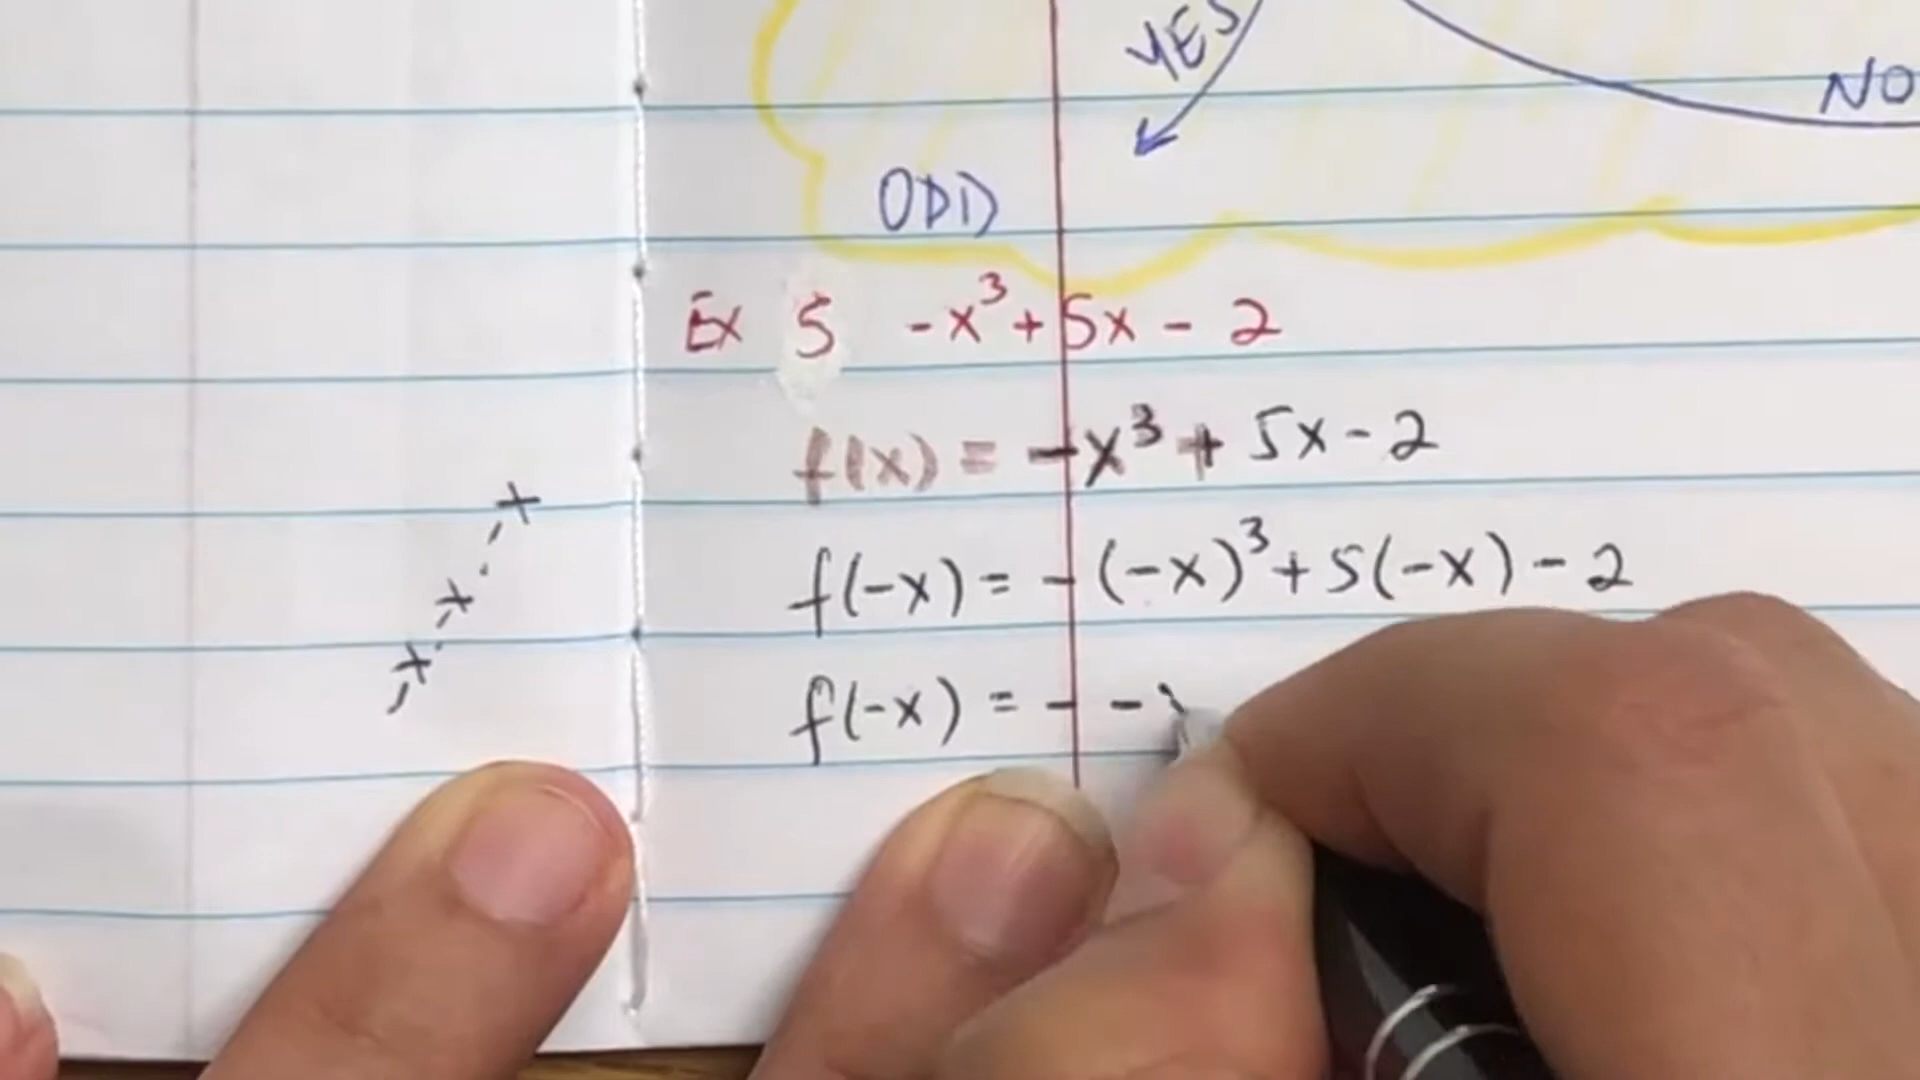 YES
NO
ODD
Ex 5 -x³+5x-2
f(x) = -x³ + 5x-2
f(-x) = -(-x)³+5(-x)-2
f(-x) = - -x